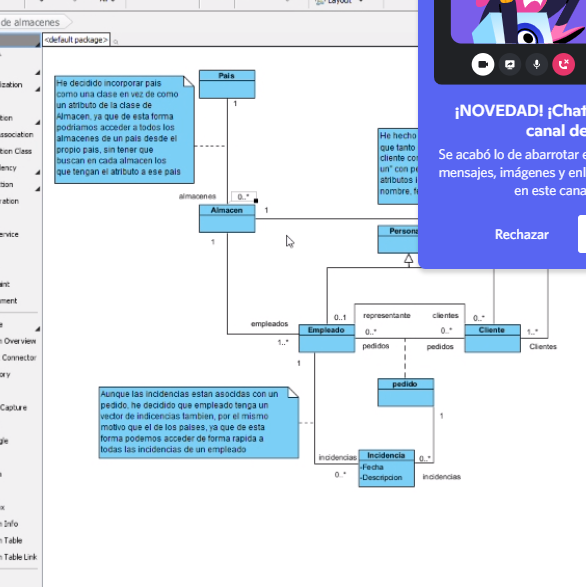 Layout
de almacenes
<default package>
ization
tion
ssociation
tion Class
ency
tion
ration
ervice
int
ment
e
n Overview
Connector
ory
Capture
gle
n
x
n Info
n Table
n Table Link
Pais
1
He decidido incorporar pais
como una clase en vez de como
un atributo de la clase de
Almacen, ya que de esta forma
podriamos acceder a todos los
almacenes de un pais desde el
propio pais, sin tener que
buscan en cada almacen los
que tengan el atributo a ese pais
almacenes
0..*
Almacen
1
1
He hecho
que tanto
cliente co
un" con p
atributos i
nombre, f
Persona
¡NOVEDAD! ¡Chat
canal de
Se acabó lo de abarrotar e
mensajes, imágenes y enl
en este cana
Rechazar
0..1
representante
clientes
0..*
empleados
Empleado
0..*
0..*
Cliente
1..*
1..*
pedidos
pedidos
Clientes
1
pedido
1
Aunque las incidencias estan asocidas con un
pedido, he decidido que empleado tenga un
vector de indicencias tambien, por el mismo
motivo que el de los paises, ya que de esta
forma podemos acceder de forma rapida a
todas las incidencias de un empleado
incidencias
Incidencia
0..*
-Fecha
-Descripcion
0..*
incidencias